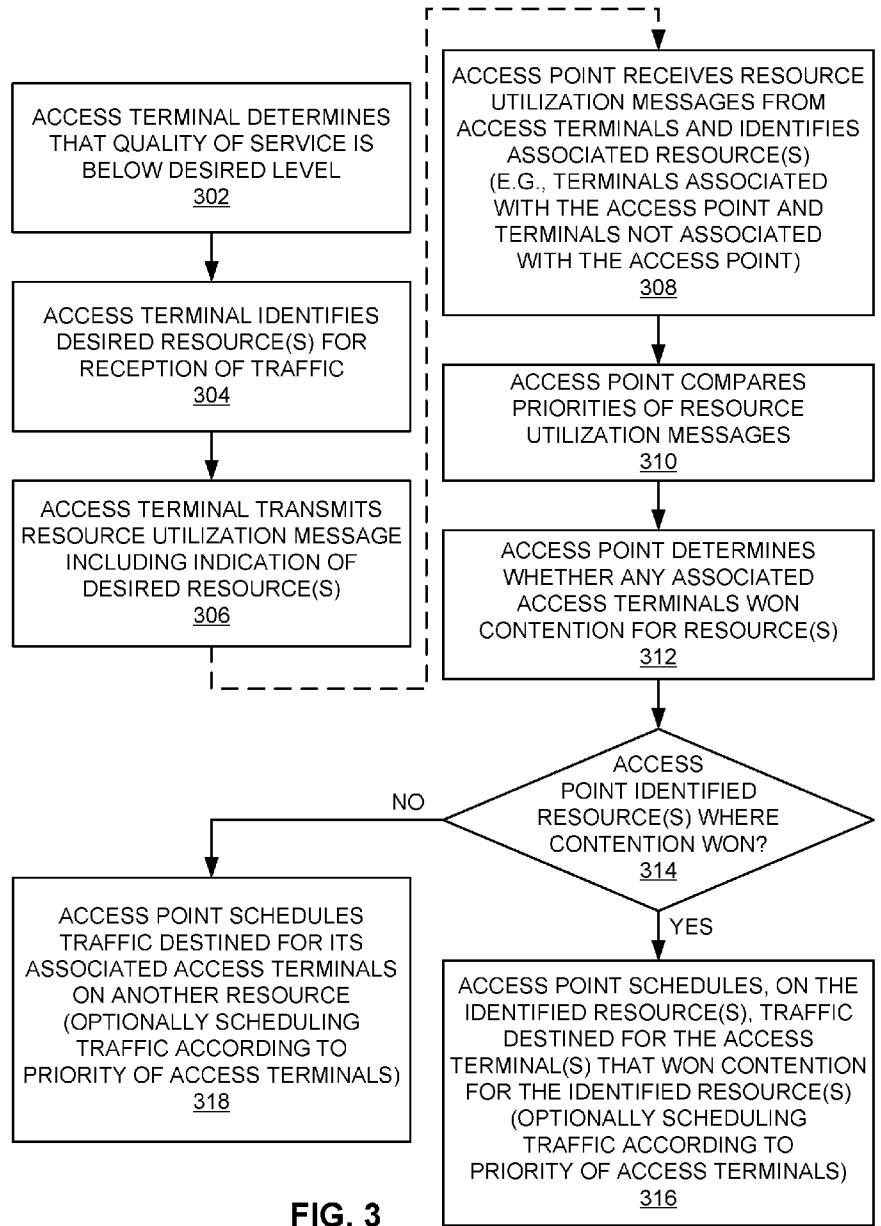 ACCESS TERMINAL DETERMINES
THAT QUALITY OF SERVICE IS
BELOW DESIRED LEVEL
302
ACCESS TERMINAL IDENTIFIES
DESIRED RESOURCE(S) FOR
RECEPTION OF TRAFFIC
304
ACCESS TERMINAL TRANSMITS
RESOURCE UTILIZATION MESSAGE
INCLUDING INDICATION OF
DESIRED RESOURCE(S)
306
ACCESS POINT RECEIVES RESOURCE
UTILIZATION MESSAGES FROM
ACCESS TERMINALS AND IDENTIFIES
ASSOCIATED RESOURCE(S)
(E.G., TERMINALS ASSOCIATED
WITH THE ACCESS POINT AND
TERMINALS NOT ASSOCIATED
WITH THE ACCESS POINT)
308
ACCESS POINT COMPARES
PRIORITIES OF RESOURCE
UTILIZATION MESSAGES
310
ACCESS POINT DETERMINES
WHETHER ANY ASSOCIATED
ACCESS TERMINALS WON
CONTENTION FOR RESOURCE(S)
312
ACCESS
POINT IDENTIFIED
RESOURCE(S) WHERE
CONTENTION WON?
314
NO
YES
ACCESS POINT SCHEDULES
TRAFFIC DESTINED FOR ITS
ASSOCIATED ACCESS TERMINALS
ON ANOTHER RESOURCE
(OPTIONALLY SCHEDULING
TRAFFIC ACCORDING TO
PRIORITY OF ACCESS TERMINALS)
318
ACCESS POINT SCHEDULES, ON THE
IDENTIFIED RESOURCE(S), TRAFFIC
DESTINED FOR THE ACCESS
TERMINAL(S) THAT WON CONTENTION
FOR THE IDENTIFIED RESOURCE(S)
(OPTIONALLY SCHEDULING
TRAFFIC ACCORDING TO
PRIORITY OF ACCESS TERMINALS)
316
FIG. 3